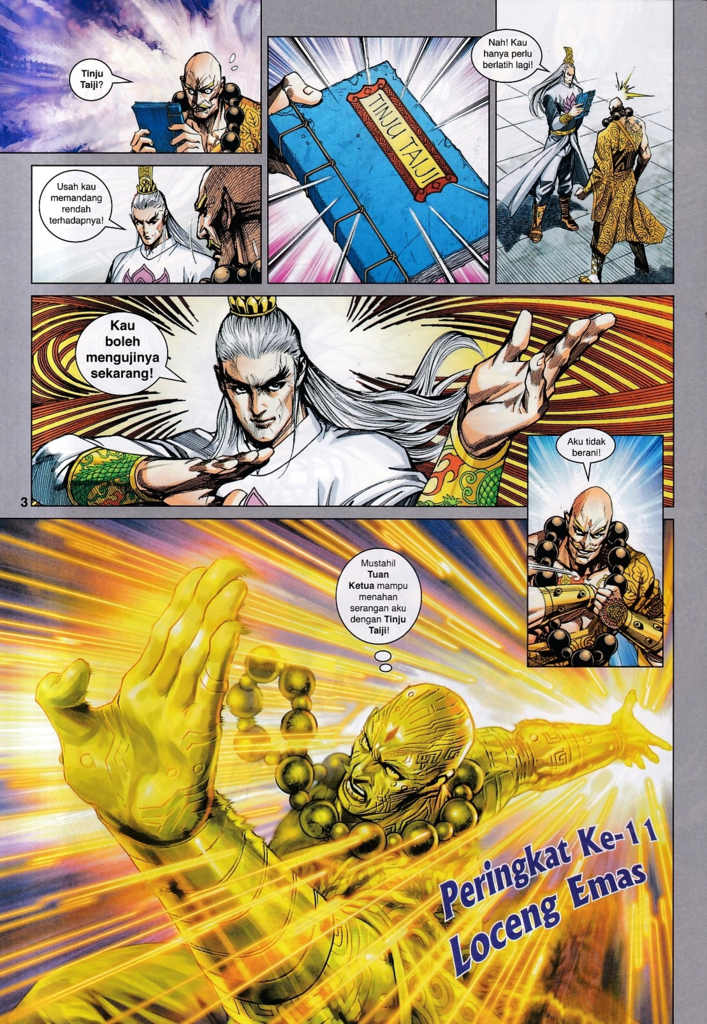 Tinju
Taiji?
TINJU TAIJI
Nah! Kau
hanya perlu
berlatih lagi!
Usah kau
memandang
rendah
terhadapnya!
Kau
boleh
mengujinya
sekarang!
Aku tidak
berani!
3
Mustahil
Tuan
Ketua mampu
menahan
serangan aku
dengan Tinju
Taiji!
Peringkat Ke-11
Loceng Emas